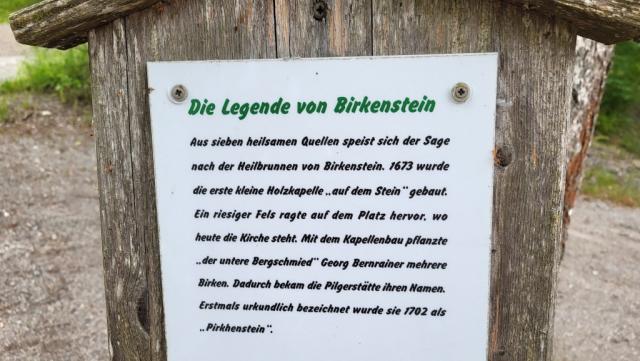 Die Legende von Birkenstein
Aus sieben heilsamen Quellen speist sich der Sage
nach der Heilbrunnen von Birkenstein. 1673 wurde
die erste kleine Holzkapelle „auf dem Stein" gebaut.
Ein riesiger Fels ragte auf dem Platz hervor, wo
heute die Kirche steht. Mit dem Kapellenbau pflanzte
„der untere Bergschmied" Georg Bernrainer mehrere
Birken. Dadurch bekam die Pilgerstätte ihren Namen.
Erstmals urkundlich bezeichnet wurde sie 1702 als
„Pirkhenstein".